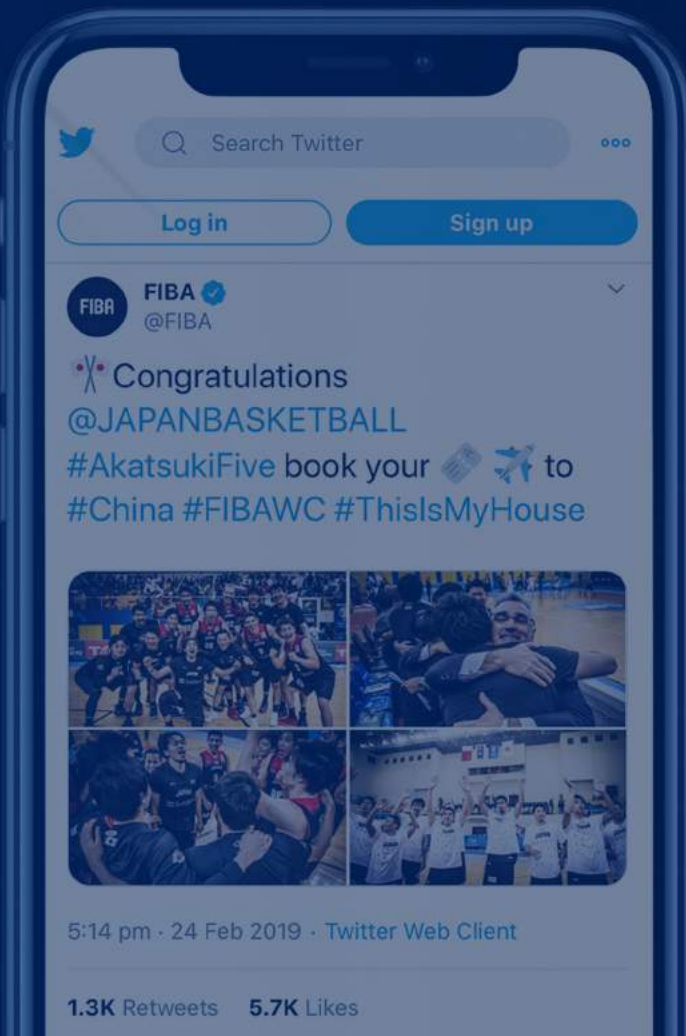 Search Twitter
Log in
Sign up
FIBA
FIBA
@FIBA
Congratulations
@JAPANBASKETBALL
#AkatsukiFive book your to
#China #FIBAWC #ThisIsMyHouse
5:14 pm · 24 Feb 2019 · Twitter Web Client
1.3K Retweets 5.7K Likes